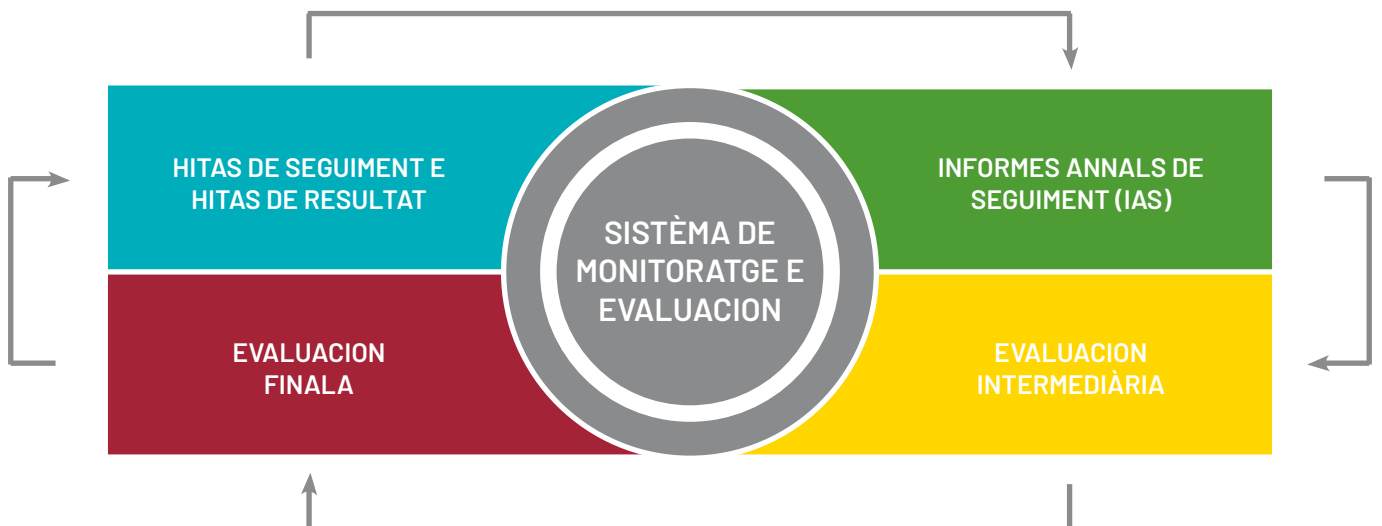 HITAS DE SEGUIMENT E
HITAS DE RESULTAT
INFORMES ANNALS DE
SEGUIMENT (IAS)
SISTÈMA DE
MONITORATGE E
EVALUACION
EVALUACION
FINALA
EVALUACION
INTERMEDIÀRIA